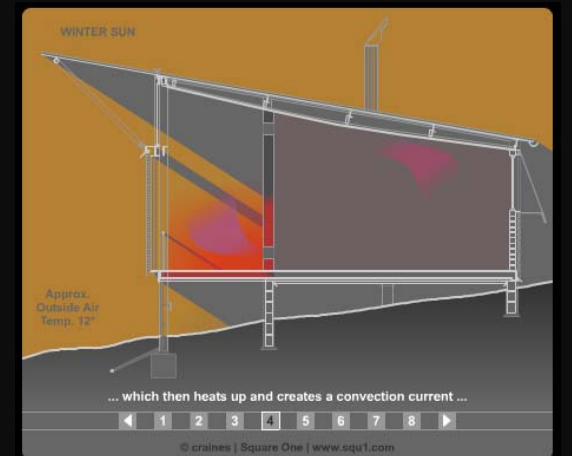 WINTER SUN
Approx.
Outside Air
Temp. 12°
... which then heats up and creates a convection current ...
1 2 3 4 5 6 7 8
© craines | Square One | www.squ1.com